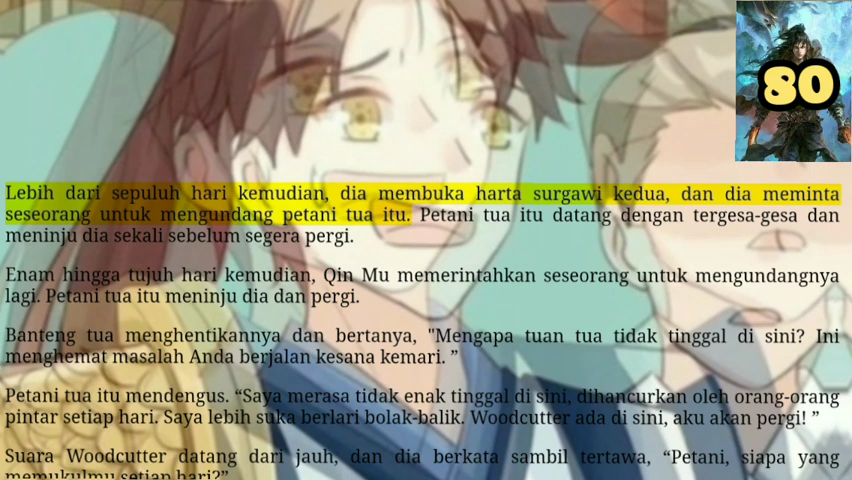 80
Lebih dari sepuluh hari kemudian, dia membuka harta surgawi kedua, dan dia meminta
seseorang untuk mengundang petani tua itu. Petani tua itu datang dengan tergesa-gesa dan
meninju dia sekali sebelum segera pergi.
Enam hingga tujuh hari kemudian, Qin Mu memerintahkan seseorang untuk mengundangnya
lagi. Petani tua itu meninju dia dan pergi.
Banteng tua menghentikannya dan bertanya, "Mengapa tuan tua tidak tinggal di sini? Ini
menghemat masalah Anda berjalan kesana kemari. ”
Petani tua itu mendengus. “Saya merasa tidak enak tinggal di sini, dihancurkan oleh orang-orang
pintar setiap hari. Saya lebih suka berlari bolak-balik. Woodcutter ada di sini, aku akan pergi! ”
Suara Woodcutter datang dari jauh, dan dia berkata sambil tertawa, “Petani, siapa yang
memukulmu setiap hari?”